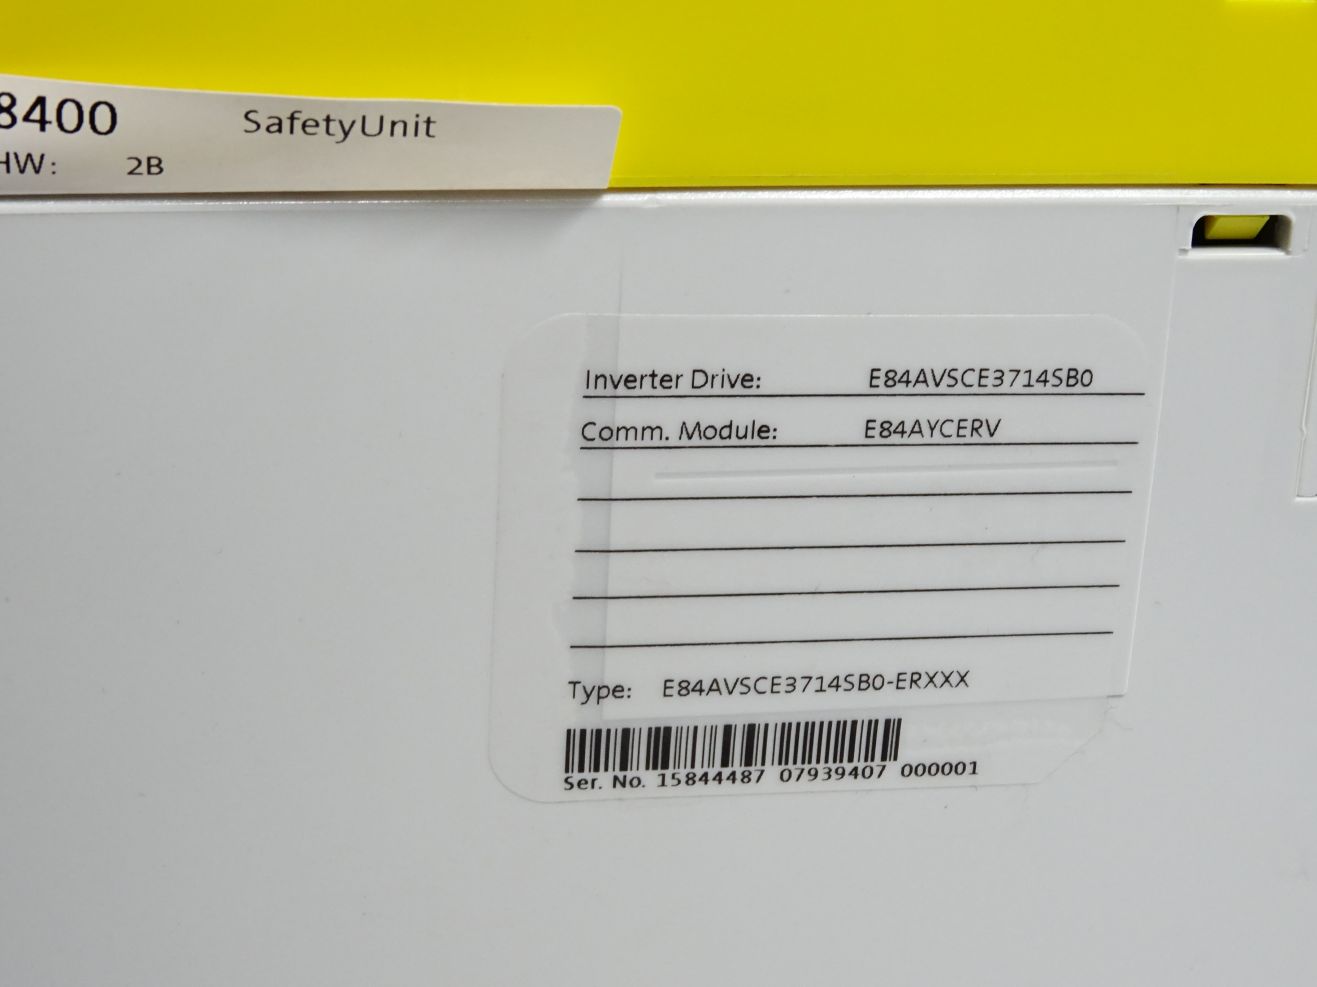 8400 SafetyUnit
HW: 2B
Inverter Drive: E84AVSCE3714SB0
Comm. Module: E84AYCERV
Type: E84AVSCE3714SB0-ERXXX
Ser. No. 15844487 07939407 000001